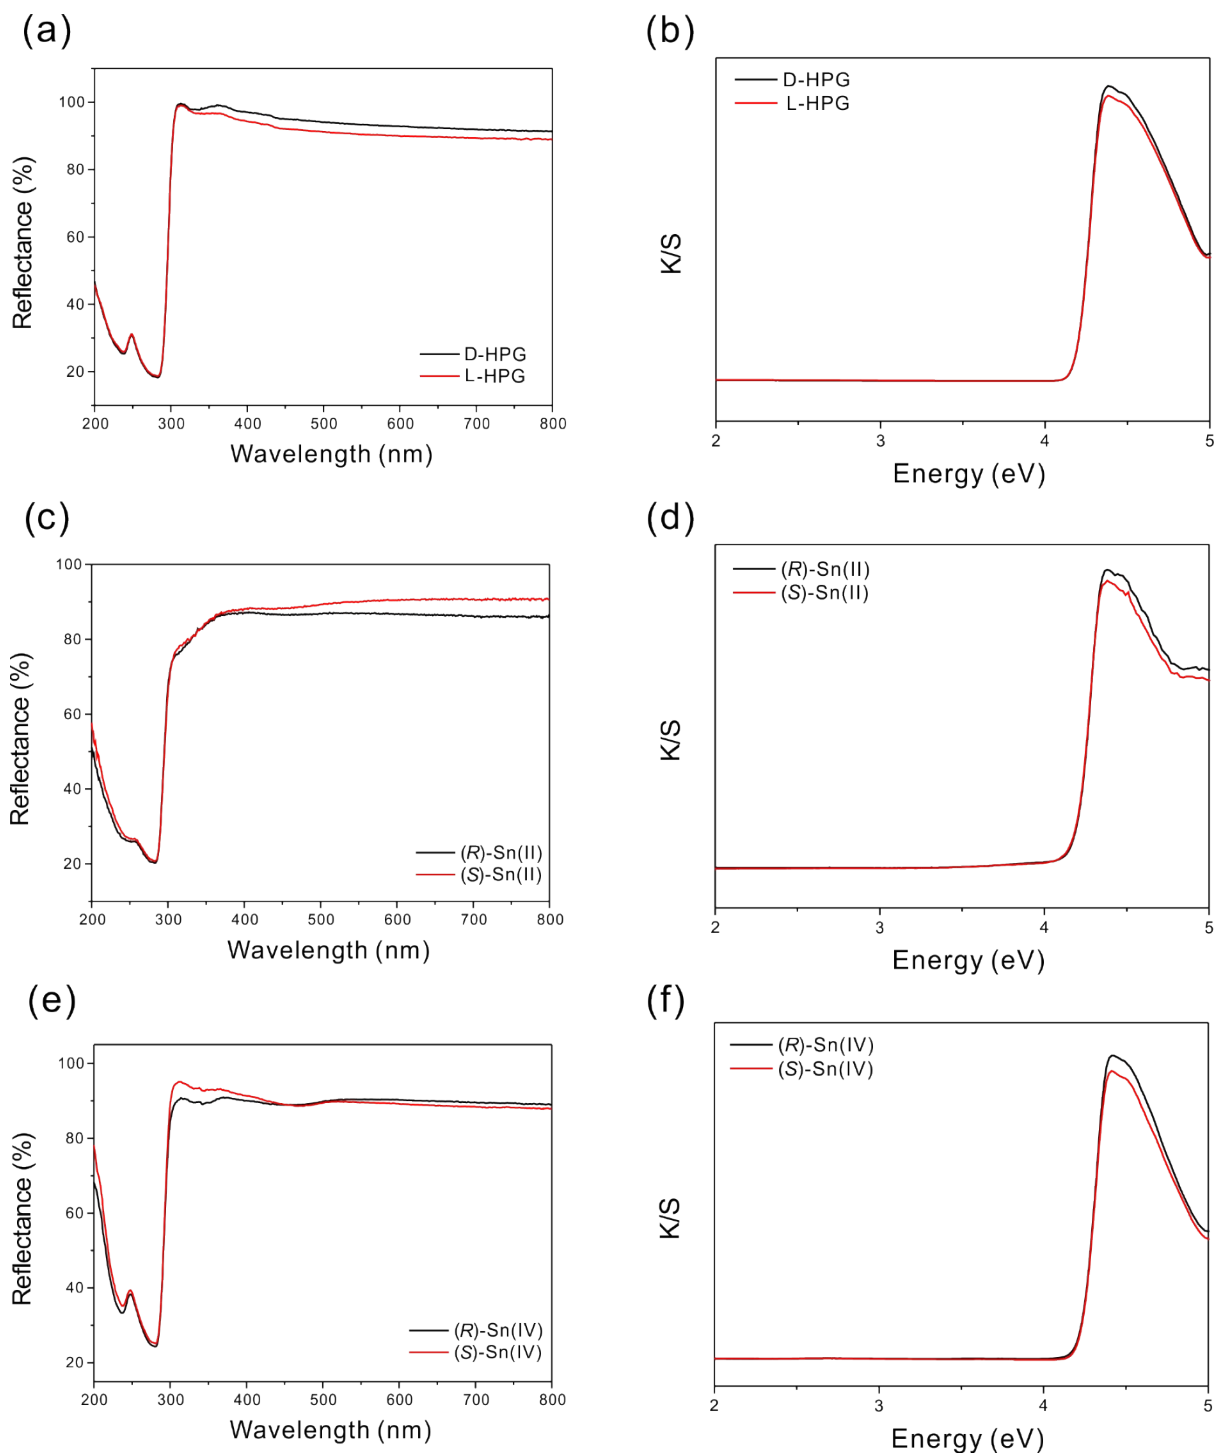 (a)
100
80
60
40
20
Reflectance (%)
D-HPG
L-HPG
200 300 400 500 600 700 800
Wavelength (nm)
(b)
D-HPG
L-HPG
K/S
2 3 4 5
Energy (eV)
(c)
100
80
60
40
20
Reflectance (%)
(R)-Sn(II)
(S)-Sn(II)
200 300 400 500 600 700 800
Wavelength (nm)
(d)
(R)-Sn(II)
(S)-Sn(II)
K/S
2 3 4 5
Energy (eV)
(e)
100
80
60
40
20
Reflectance (%)
(R)-Sn(IV)
(S)-Sn(IV)
200 300 400 500 600 700 800
Wavelength (nm)
(f)
(R)-Sn(IV)
(S)-Sn(IV)
K/S
2 3 4 5
Energy (eV)